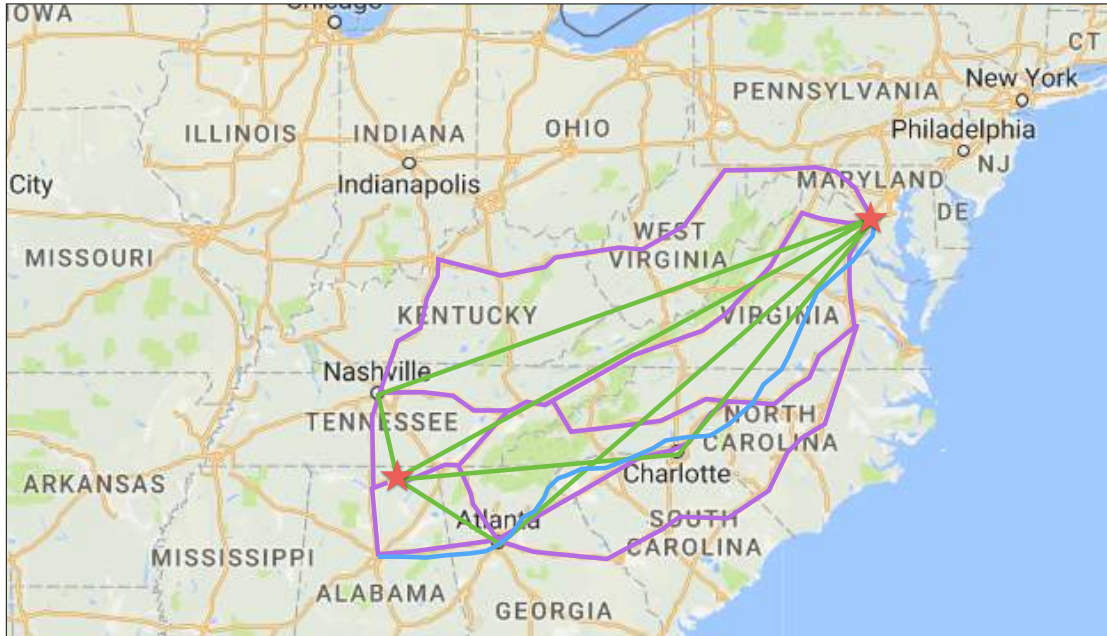 IOWA
Chicago
CT
New York
PENNSYLVANIA
ILLINOIS
INDIANA
OHIO
Philadelphia
NJ
City
Indianapolis
MARYLAND
DE
MISSOURI
WEST
VIRGINIA
KENTUCKY
VIRGINIA
Nashville
TENNESSEE
NORTH
CAROLINA
Charlotte
ARKANSAS
Atlanta
SOUTH
CAROLINA
MISSISSIPPI
ALABAMA
GEORGIA